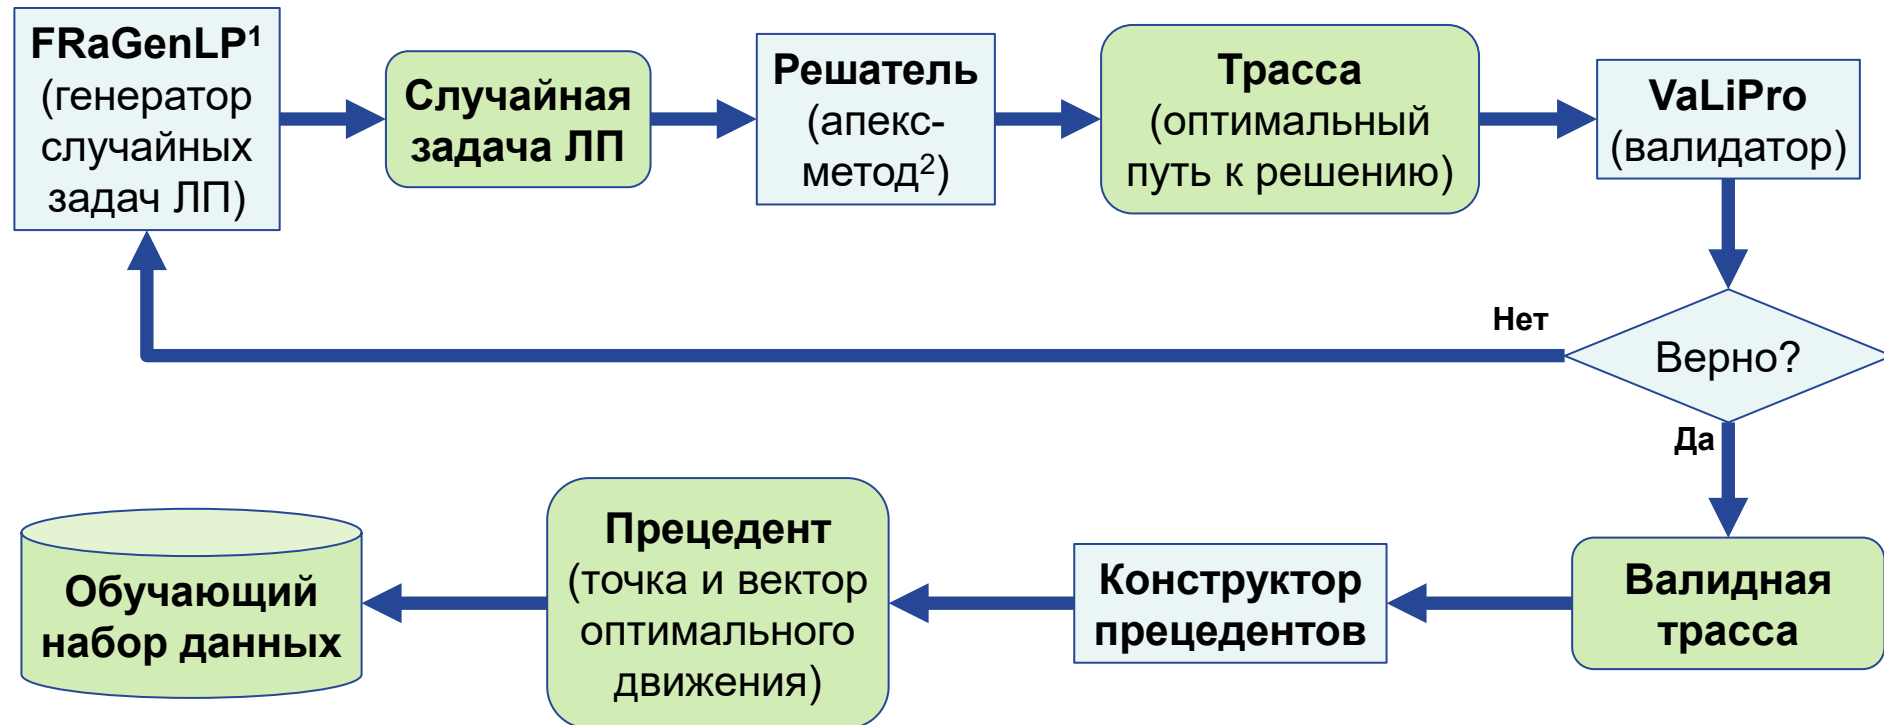 FRaGenLP¹
(генератор
случайных
задач ЛП)
Случайная
задача ЛП
Решатель
(апекс-
метод²)
Трасса
(оптимальный
путь к решению)
VaLiPro
(валидатор)
Нет
Верно?
Да
Валидная
трасса
Конструктор
прецедентов
Прецедент
(точка и вектор
оптимального
движения)
Обучающий
набор данных